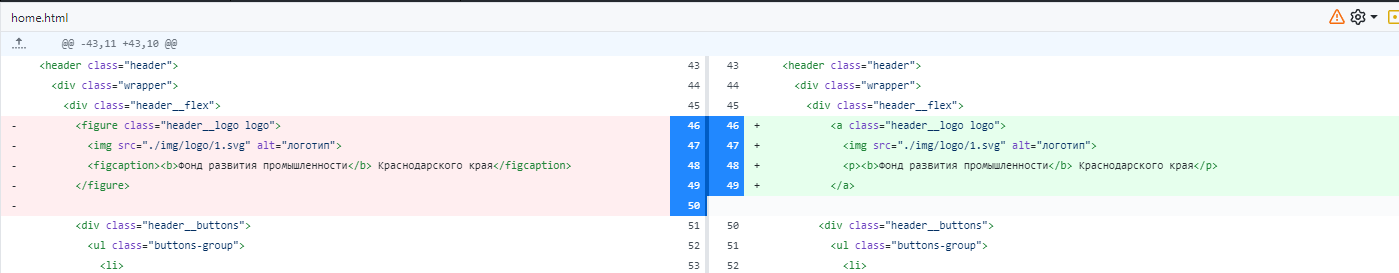 home.html
@@ -43,11 +43,10 @@
<header class="header"> 43
<div class="wrapper"> 44
<div class="header__flex"> 45
- <figure class="header__logo logo"> 46
- <img src="./img/logo/1.svg" alt="логотип"> 47
- <figcaption><b>Фонд развития промышленности</b> Краснодарского края</figcaption> 48
- </figure> 49
- 50
<div class="header__buttons"> 51
<ul class="buttons-group"> 52
<li> 53
43 <header class="header">
44 <div class="wrapper">
45 <div class="header__flex">
46 + <a class="header__logo logo">
47 + <img src="./img/logo/1.svg" alt="логотип">
48 + <p><b>Фонд развития промышленности</b> Краснодарского края</p>
49 + </a>
50 <div class="header__buttons">
51 <ul class="buttons-group">
52 <li>